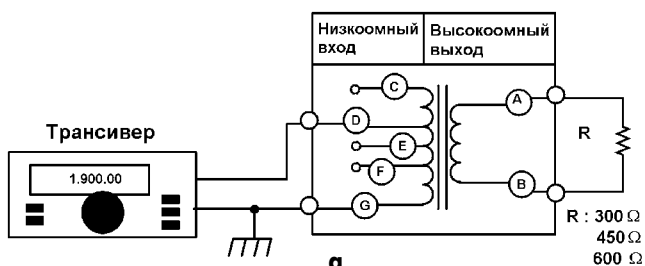 Низкоомный вход
Высокоомный выход
Трансивер
1.900.00
C
D
E
F
G
A
B
R
R : 300 Ω
450 Ω
600 Ω